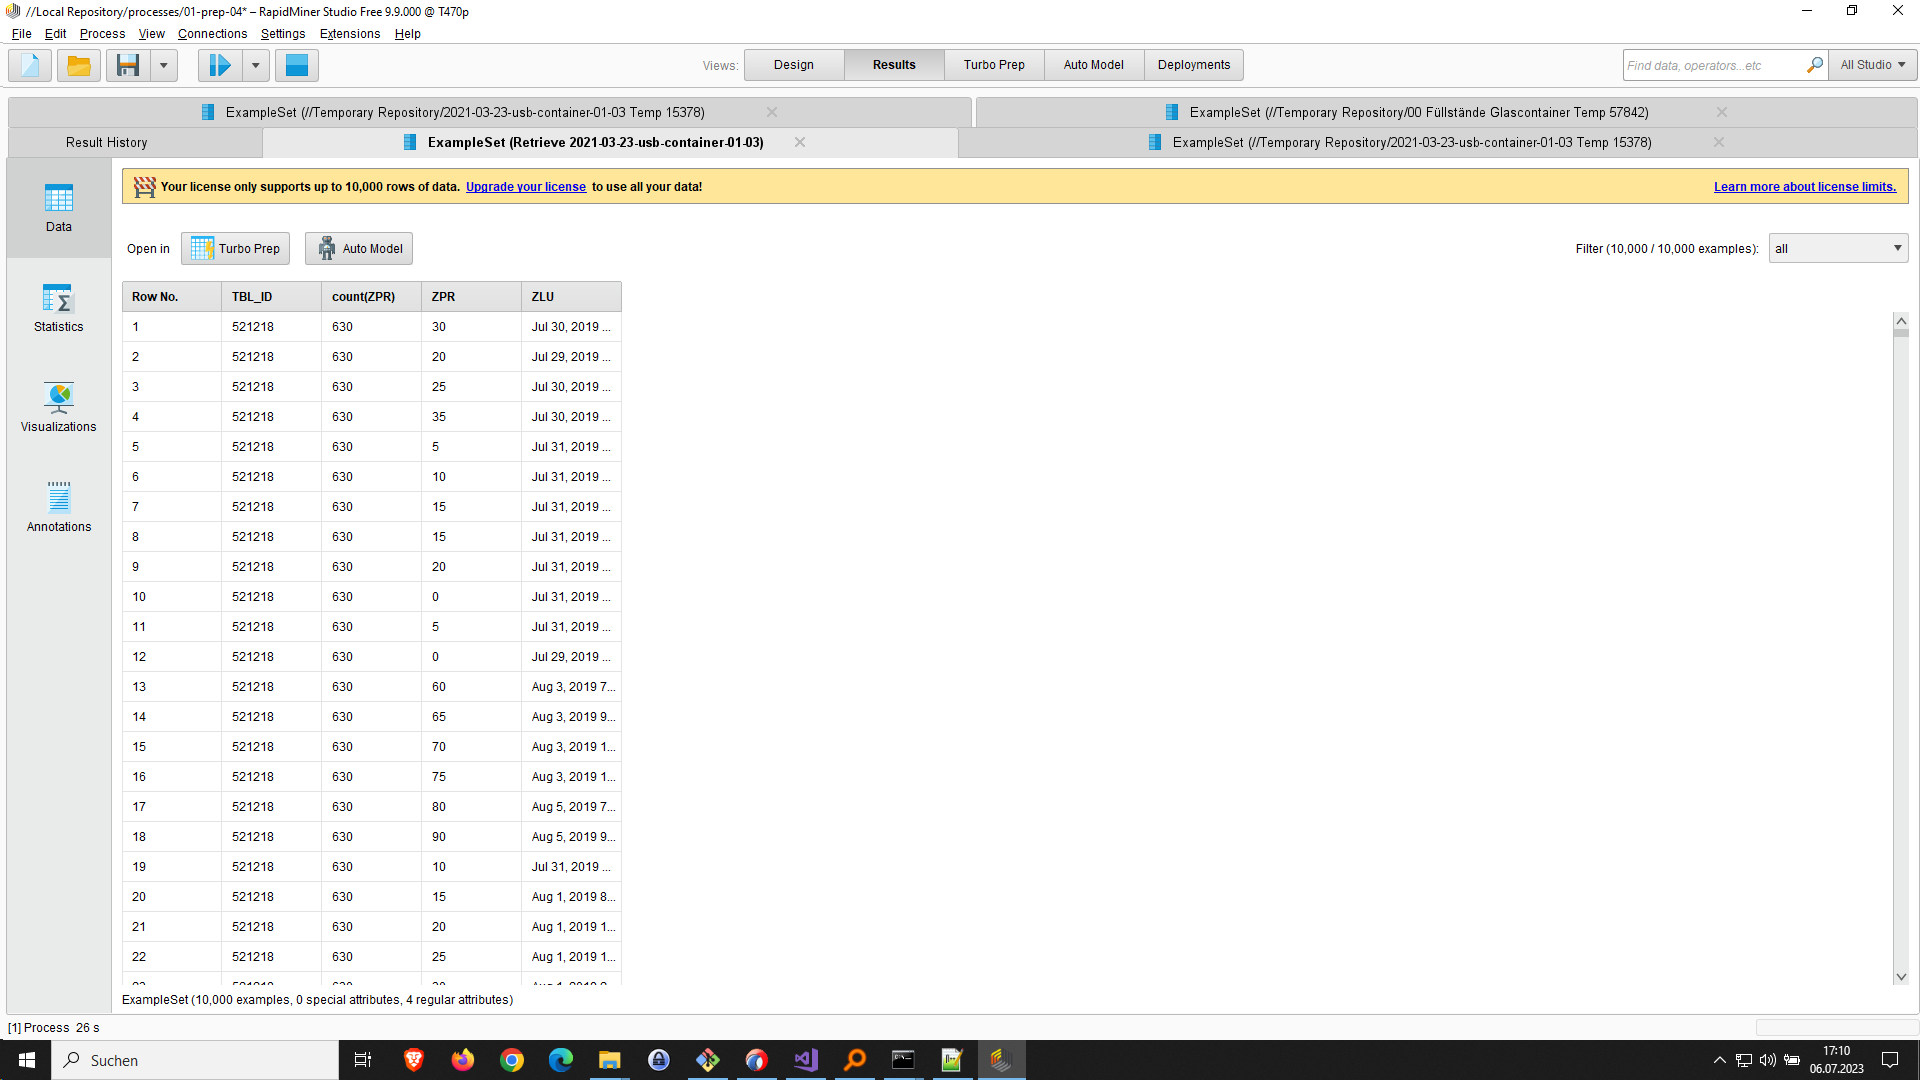 //Local Repository/processes/01-prep-04* – RapidMiner Studio Free 9.9.000 @ T470p
File Edit Process View Connections Settings Extensions Help
Views: Design Results Turbo Prep Auto Model Deployments Find data, operators...etc All Studio
ExampleSet (//Temporary Repository/2021-03-23-usb-container-01-03 Temp 15378) ExampleSet (//Temporary Repository/00 Füllstände Glascontainer Temp 57842)
Result History ExampleSet (Retrieve 2021-03-23-usb-container-01-03) ExampleSet (//Temporary Repository/2021-03-23-usb-container-01-03 Temp 15378)
Your license only supports up to 10,000 rows of data. Upgrade your license to use all your data! Learn more about license limits.
Data
Statistics
Visualizations
Annotations
Open in Turbo Prep Auto Model Filter (10,000 / 10,000 examples): all
Row No. TBL_ID count(ZPR) ZPR ZLU
1 521218 630 30 Jul 30, 2019 ...
2 521218 630 20 Jul 29, 2019 ...
3 521218 630 25 Jul 30, 2019 ...
4 521218 630 35 Jul 30, 2019 ...
5 521218 630 5 Jul 31, 2019 ...
6 521218 630 10 Jul 31, 2019 ...
7 521218 630 15 Jul 31, 2019 ...
8 521218 630 15 Jul 31, 2019 ...
9 521218 630 20 Jul 31, 2019 ...
10 521218 630 0 Jul 31, 2019 ...
11 521218 630 5 Jul 31, 2019 ...
12 521218 630 0 Jul 29, 2019 ...
13 521218 630 60 Aug 3, 2019 7...
14 521218 630 65 Aug 3, 2019 9...
15 521218 630 70 Aug 3, 2019 1...
16 521218 630 75 Aug 3, 2019 1...
17 521218 630 80 Aug 5, 2019 7...
18 521218 630 90 Aug 5, 2019 9...
19 521218 630 10 Jul 31, 2019 ...
20 521218 630 15 Aug 1, 2019 8...
21 521218 630 20 Aug 1, 2019 1...
22 521218 630 25 Aug 1, 2019 1...
ExampleSet (10,000 examples, 0 special attributes, 4 regular attributes)
[1] Process 26 s
Suchen
17:10
06.07.2023